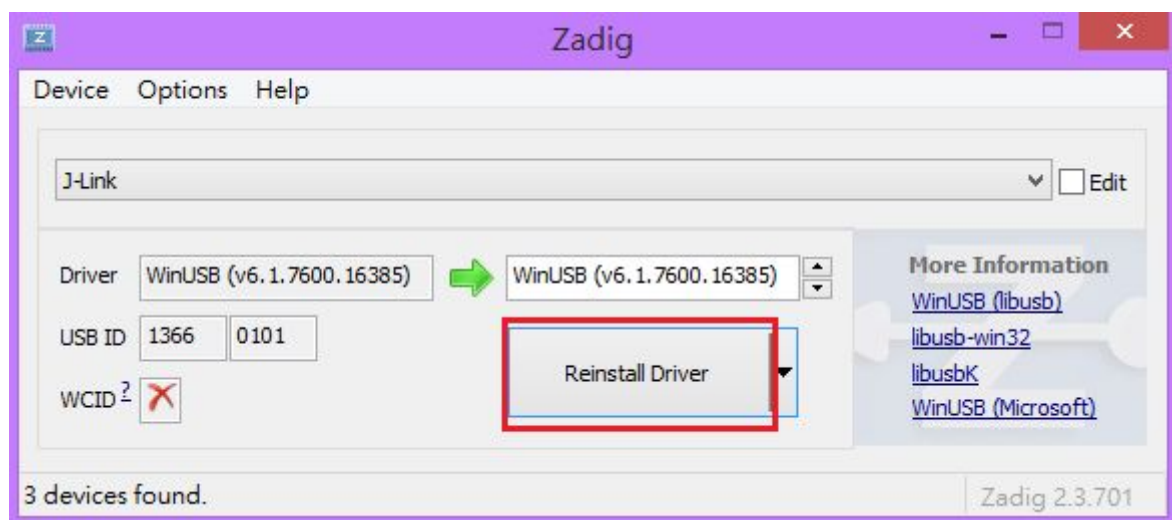 Z
Zadig
Device Options Help
J-Link
Edit
Driver WinUSB (v6.1.7600.16385) WinUSB (v6.1.7600.16385)
USB ID 1366 0101
WCID ?
Reinstall Driver
More Information
WinUSB (libusb)
libusb-win32
libusbK
WinUSB (Microsoft)
3 devices found.
Zadig 2.3.701